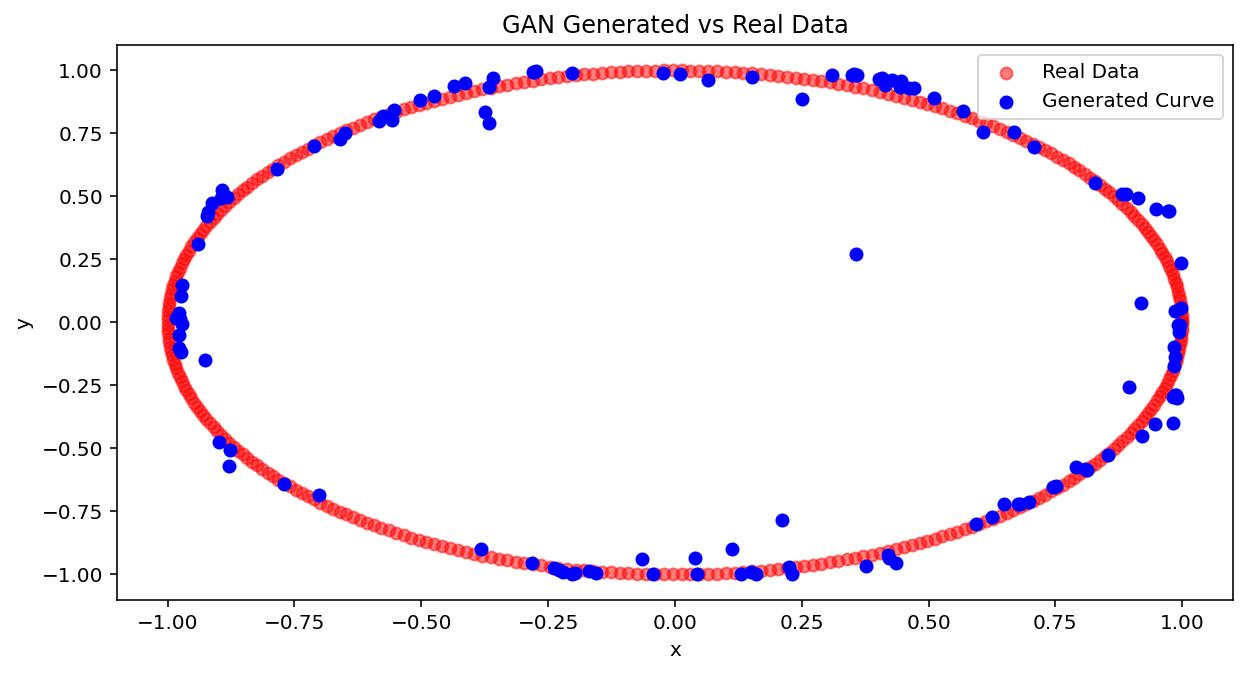 GAN Generated vs Real Data
Real Data
Generated Curve
1.00
0.75
0.50
0.25
0.00
−0.25
−0.50
−0.75
−1.00
y
−1.00 −0.75 −0.50 −0.25 0.00 0.25 0.50 0.75 1.00
x